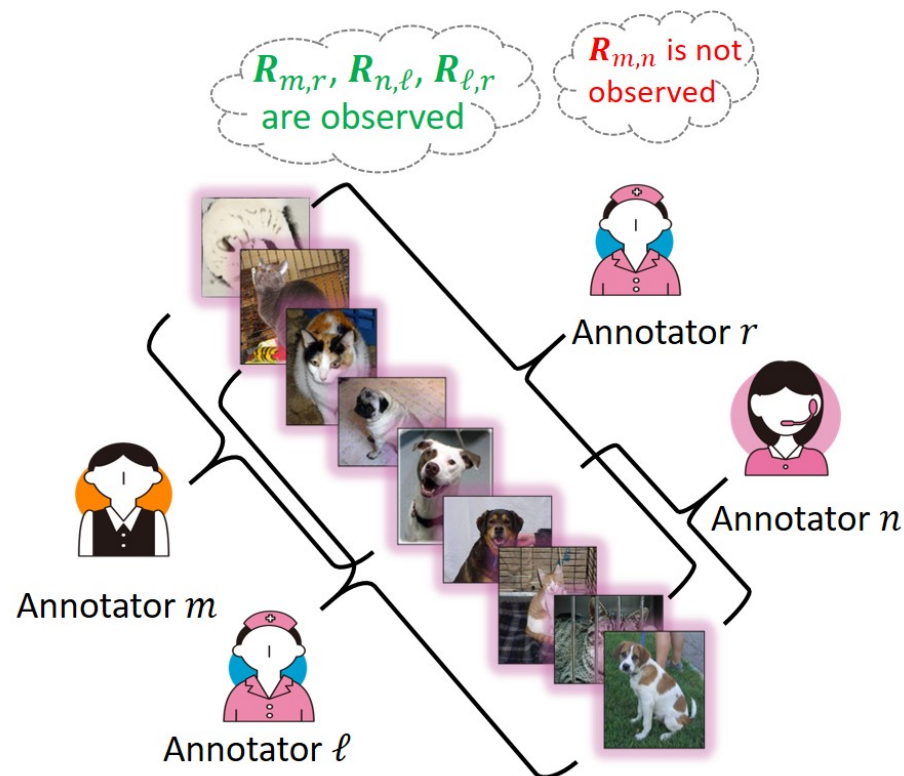 R_{m,r}, R_{n,ℓ}, R_{ℓ,r}
are observed
R_{m,n} is not
observed
Annotator r
Annotator n
Annotator m
Annotator ℓ